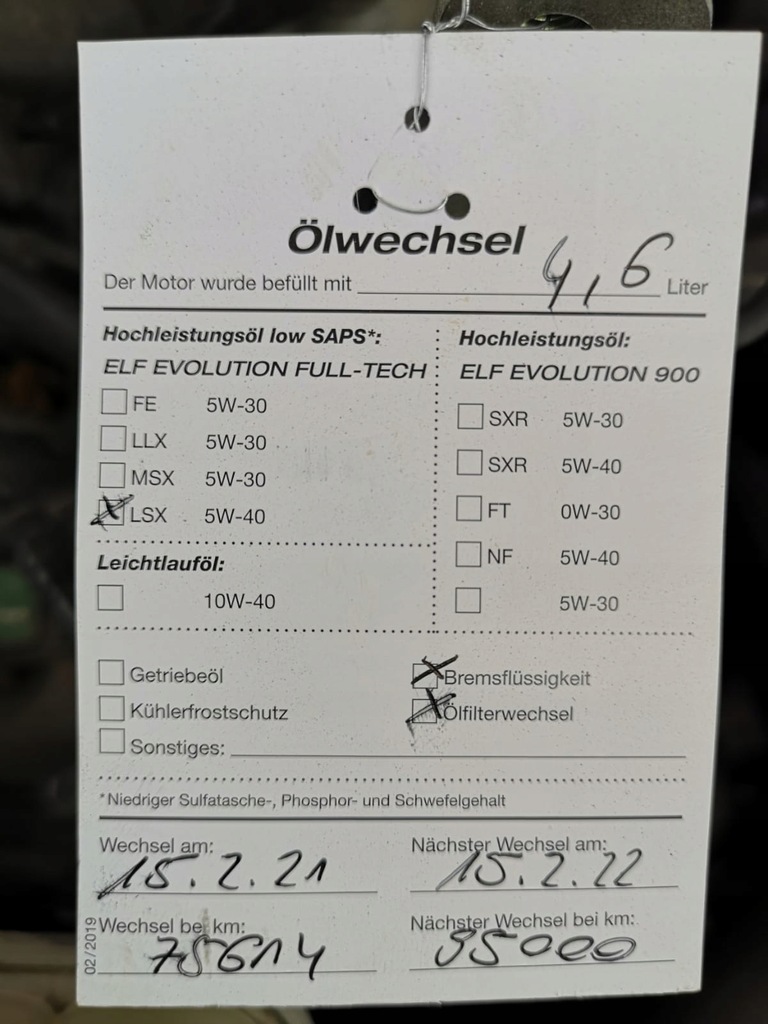 Ölwechsel
Der Motor wurde befüllt mit 4,6 Liter
Hochleistungsöl low SAPS*:
ELF EVOLUTION FULL-TECH
FE 5W-30
LLX 5W-30
MSX 5W-30
X LSX 5W-40
Leichtlauföl:
10W-40
Hochleistungsöl:
ELF EVOLUTION 900
SXR 5W-30
SXR 5W-40
FT 0W-30
NF 5W-40
5W-30
Getriebeöl
Kühlerfrostschutz
Sonstiges:
X Bremsflüssigkeit
X Ölfilterwechsel
*Niedriger Sulfatasche-, Phosphor- und Schwefelgehalt
Wechsel am:
15.2.21
Nächster Wechsel am:
15.2.22
Wechsel bei km:
75614
Nächster Wechsel bei km:
95000
02/2019